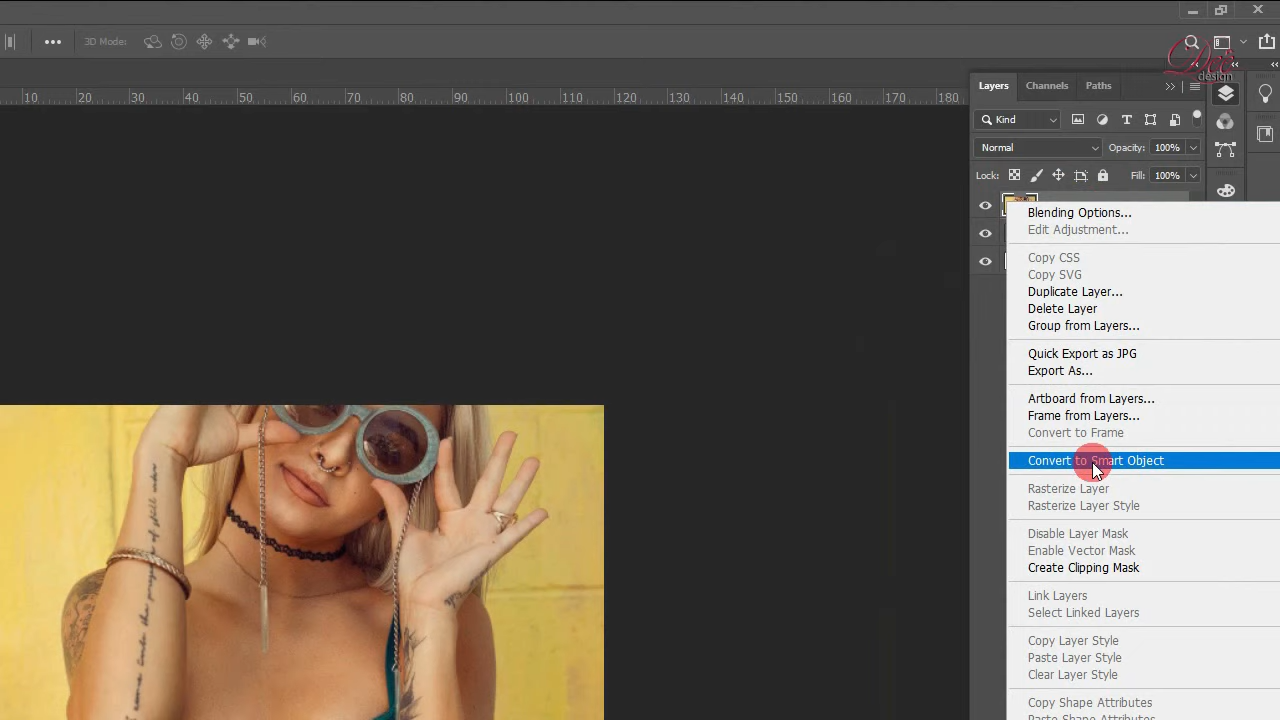 3D Mode:
Dee's
design
10 20 30 40 50 60 70 80 90 100 110 120 130 140 150 160 170 180
Layers Channels Paths
Kind
Normal Opacity: 100%
Lock: Fill: 100%
Blending Options...
Edit Adjustment...
Copy CSS
Copy SVG
Duplicate Layer...
Delete Layer
Group from Layers...
Quick Export as JPG
Export As...
Artboard from Layers...
Frame from Layers...
Convert to Frame
Convert to Smart Object
Rasterize Layer
Rasterize Layer Style
Disable Layer Mask
Enable Vector Mask
Create Clipping Mask
Link Layers
Select Linked Layers
Copy Layer Style
Paste Layer Style
Clear Layer Style
Copy Shape Attributes
Paste Shape Attributes